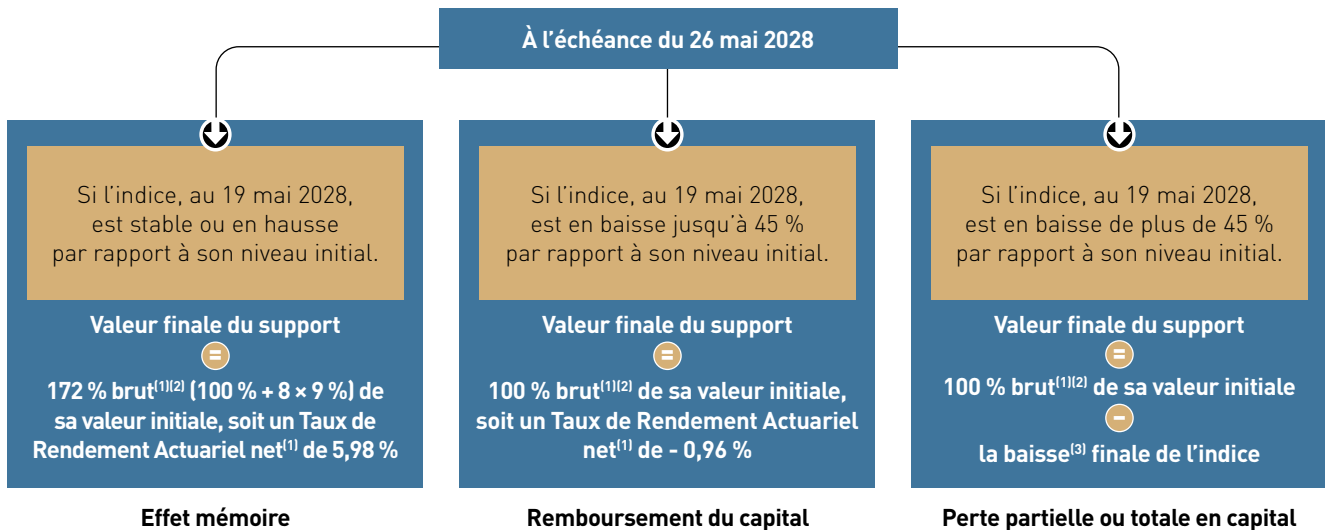 À l’échéance du 26 mai 2028
Si l’indice, au 19 mai 2028,
est stable ou en hausse
par rapport à son niveau initial.
Valeur finale du support
=
172 % brut(1)(2) (100 % + 8 × 9 %) de
sa valeur initiale, soit un Taux de
Rendement Actuariel net(1) de 5,98 %
Effet mémoire
Si l’indice, au 19 mai 2028,
est en baisse jusqu’à 45 %
par rapport à son niveau initial.
Valeur finale du support
=
100 % brut(1)(2) de sa valeur initiale,
soit un Taux de Rendement Actuariel
net(1) de - 0,96 %
Remboursement du capital
Si l’indice, au 19 mai 2028,
est en baisse de plus de 45 %
par rapport à son niveau initial.
Valeur finale du support
=
100 % brut(1)(2) de sa valeur initiale
-
la baisse(3) finale de l’indice
Perte partielle ou totale en capital